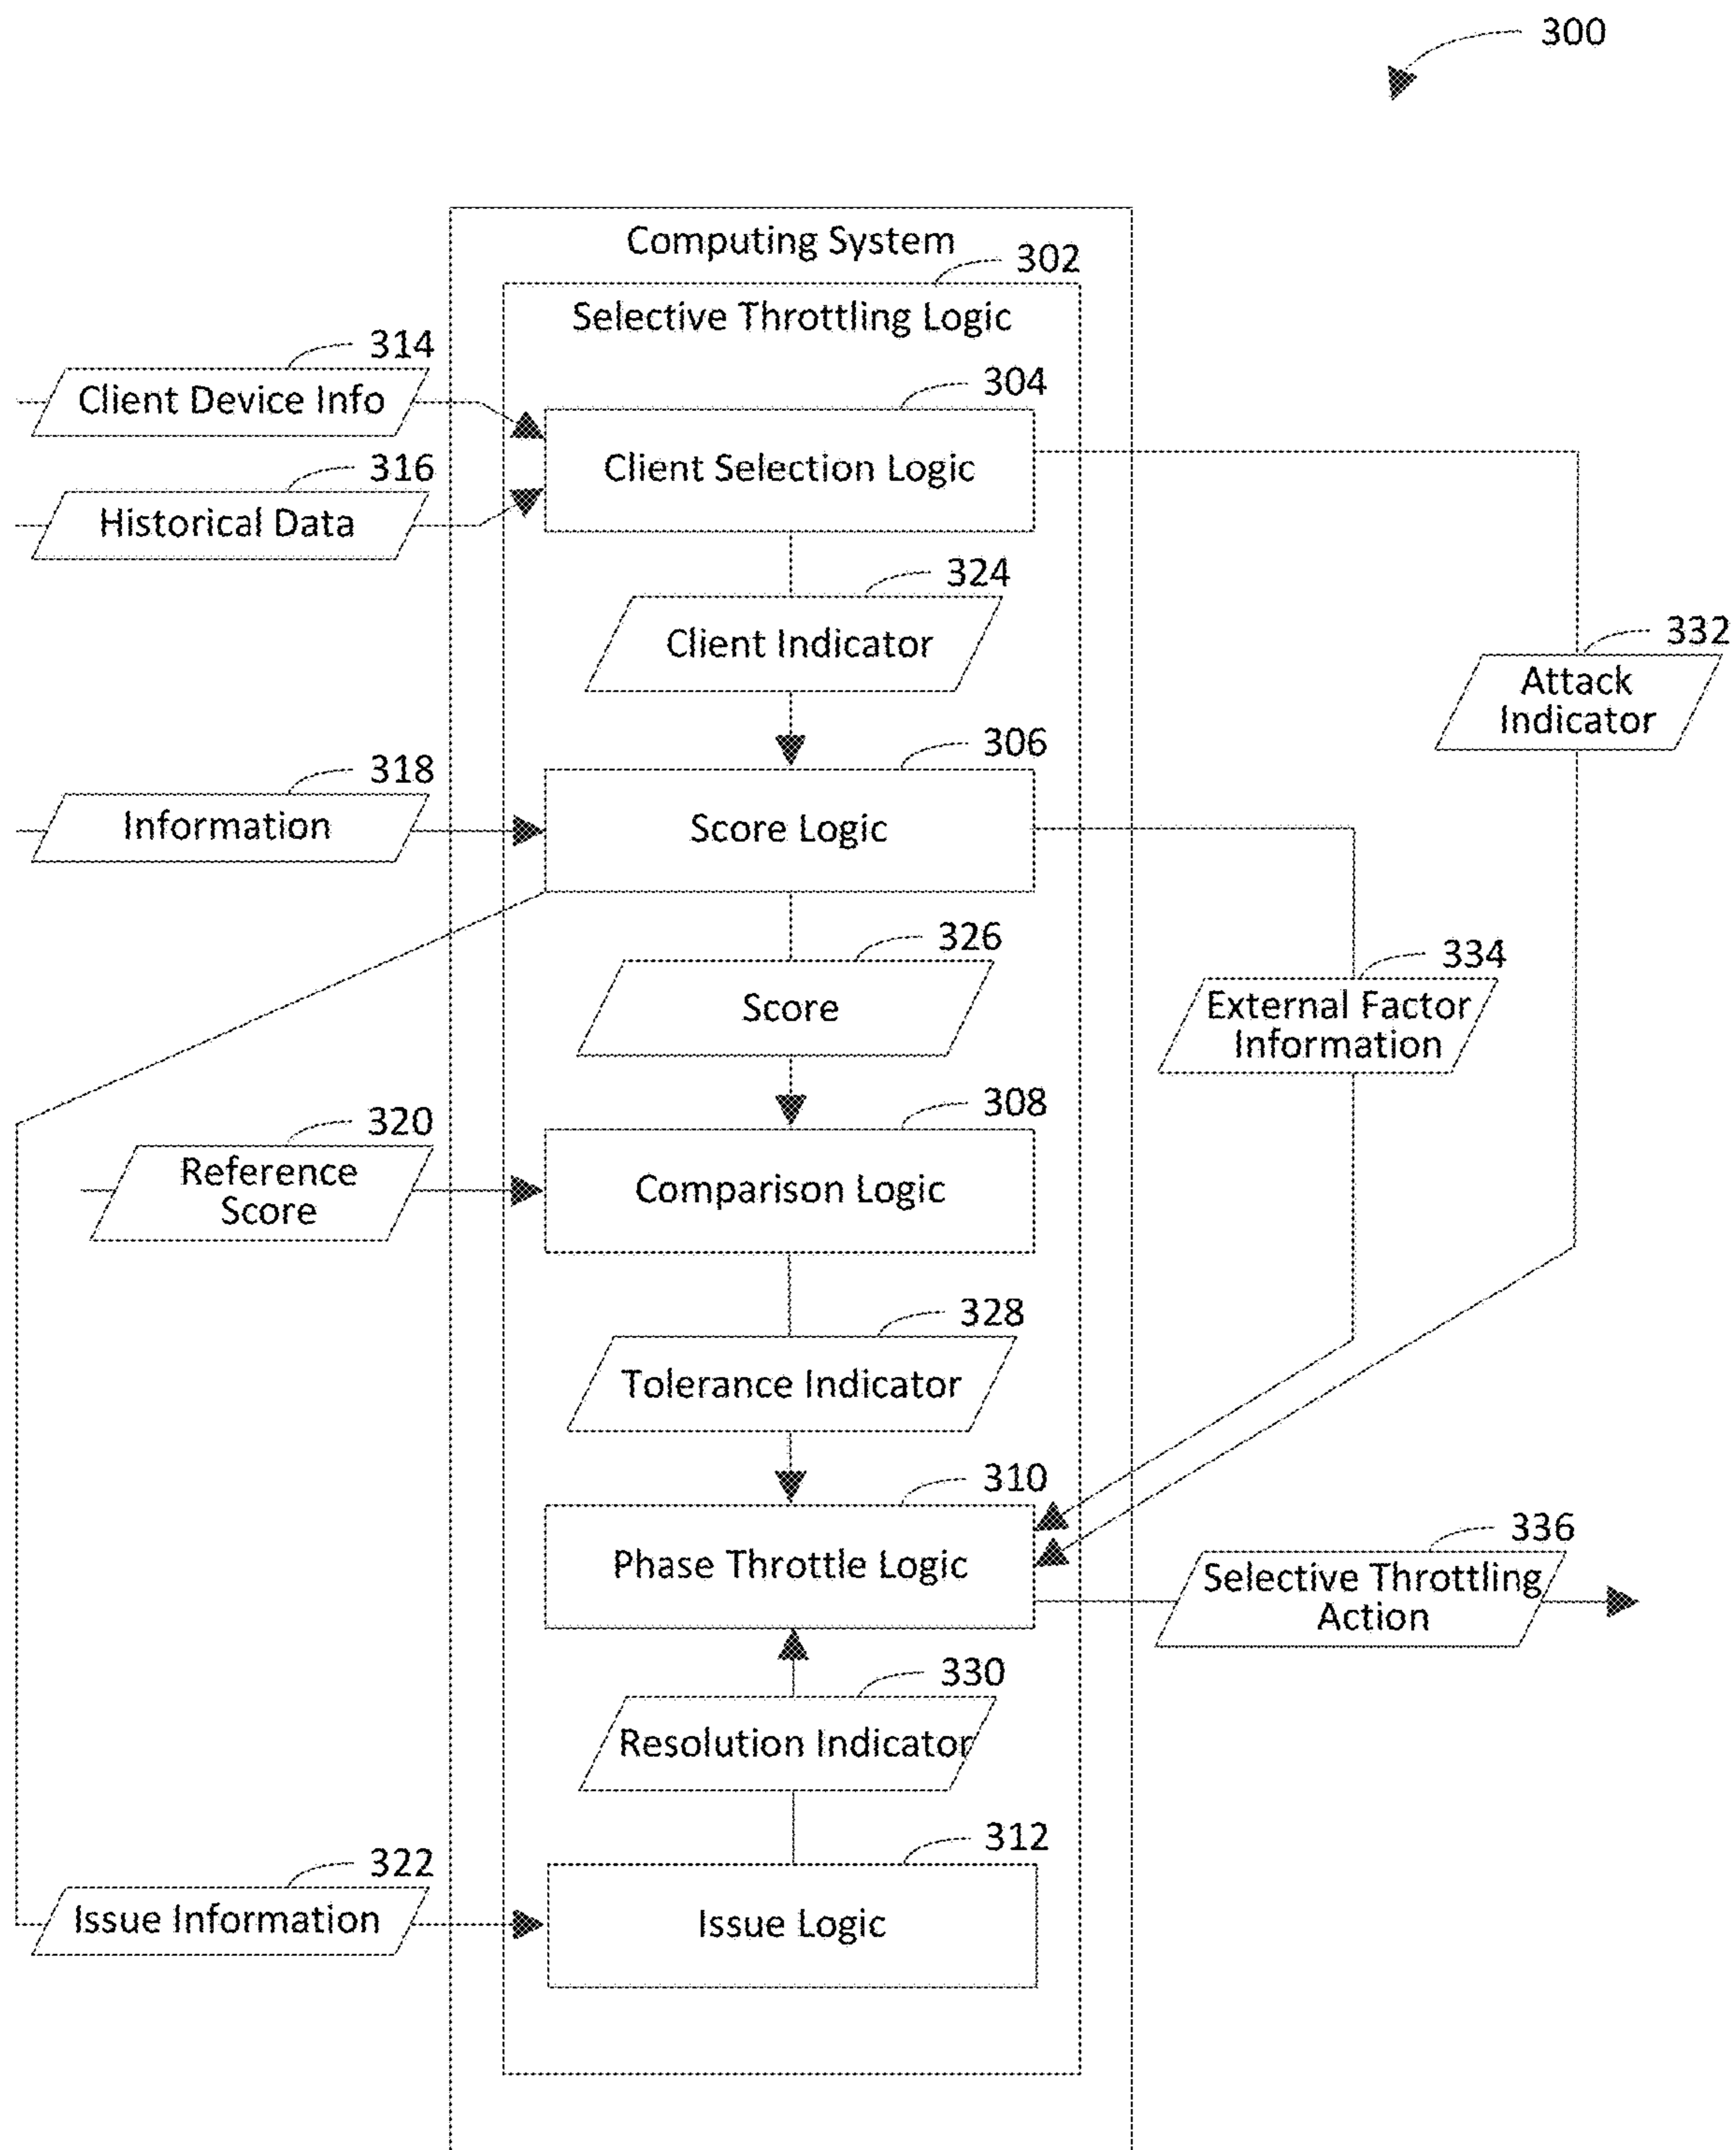 300
Computing System
302
Selective Throttling Logic
314
Client Device Info
304
Client Selection Logic
316
Historical Data
324
Client Indicator
332
Attack
Indicator
318
Information
306
Score Logic
326
Score
334
External Factor
Information
320
Reference
Score
308
Comparison Logic
328
Tolerance Indicator
310
Phase Throttle Logic
336
Selective Throttling
Action
330
Resolution Indicator
322
Issue Information
312
Issue Logic